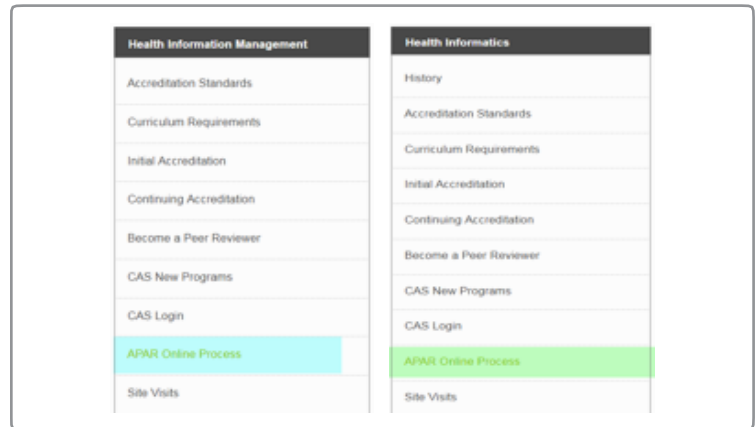 Health Information Management
Accreditation Standards
Curriculum Requirements
Initial Accreditation
Continuing Accreditation
Become a Peer Reviewer
CAS New Programs
CAS Login
APAR Online Process
Site Visits
Health Informatics
History
Accreditation Standards
Curriculum Requirements
Initial Accreditation
Continuing Accreditation
Become a Peer Reviewer
CAS New Programs
CAS Login
APAR Online Process
Site Visits